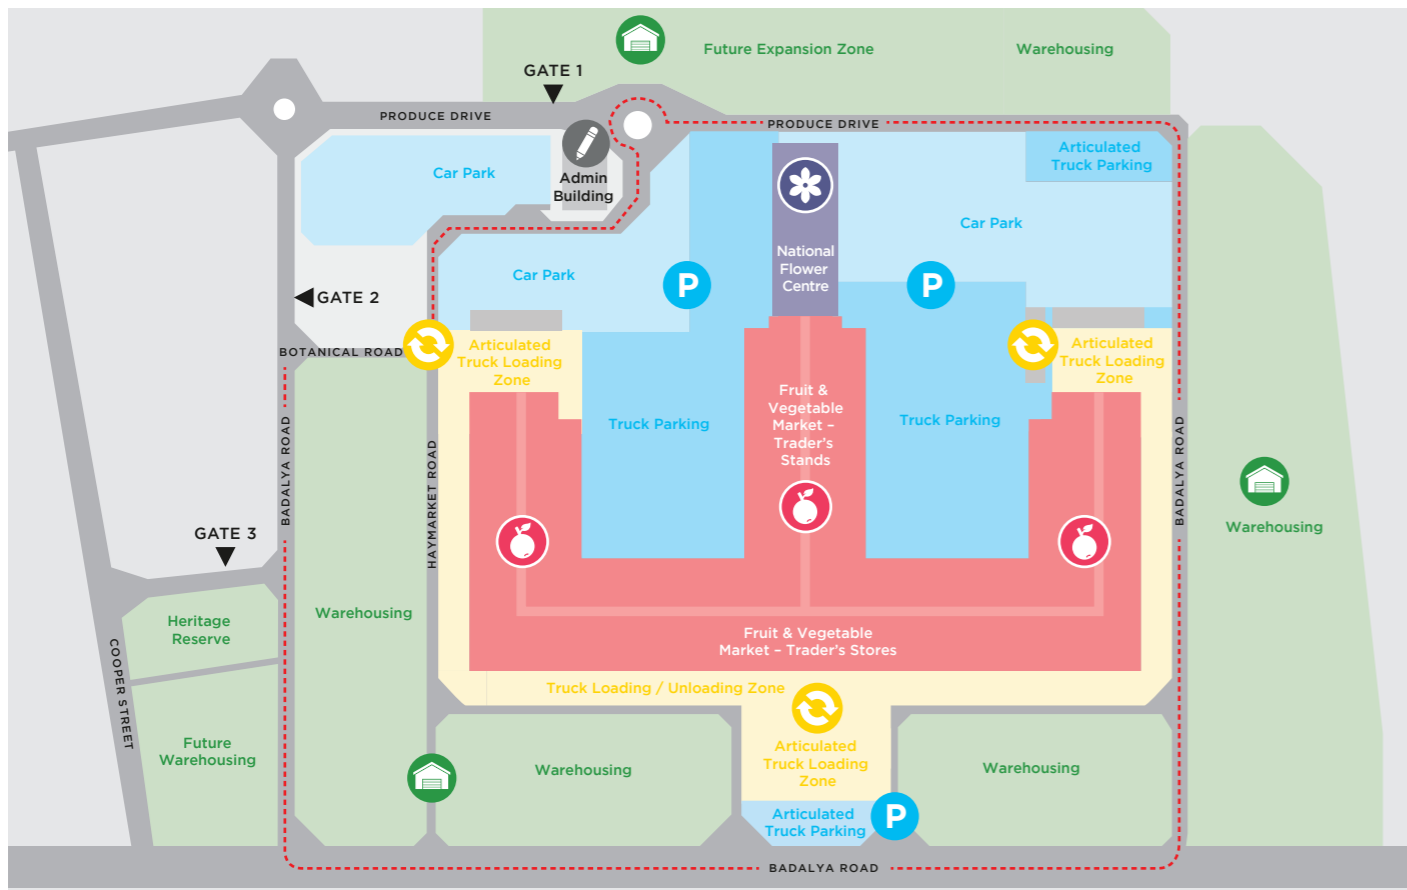 Future Expansion Zone
Warehousing
GATE 1
PRODUCE DRIVE
PRODUCE DRIVE
Articulated
Truck Parking
Car Park
Admin
Building
Car Park
National
Flower
Centre
Car Park
P
P
GATE 2
BOTANICAL ROAD
Articulated
Truck Loading
Zone
Articulated
Truck Loading
Zone
Fruit &
Vegetable
Market –
Trader's
Stands
Truck Parking
Truck Parking
BADALYA ROAD
HAYMARKET ROAD
BADALYA ROAD
GATE 3
Warehousing
Heritage
Reserve
Warehousing
Fruit & Vegetable
Market – Trader's Stores
COOPER STREET
Truck Loading / Unloading Zone
Future
Warehousing
Articulated
Truck Loading
Zone
Warehousing
Warehousing
Articulated
Truck Parking
P
BADALYA ROAD